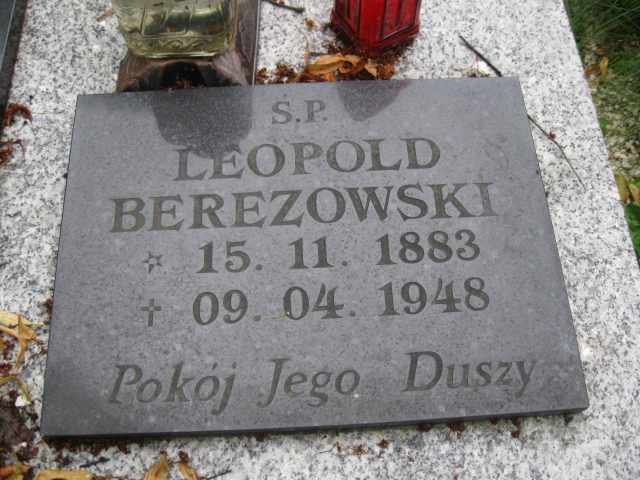 S.P.
LEOPOLD
BEREZOWSKI
☆ 15. 11. 1883
† 09. 04. 1948
Pokój Jego Duszy